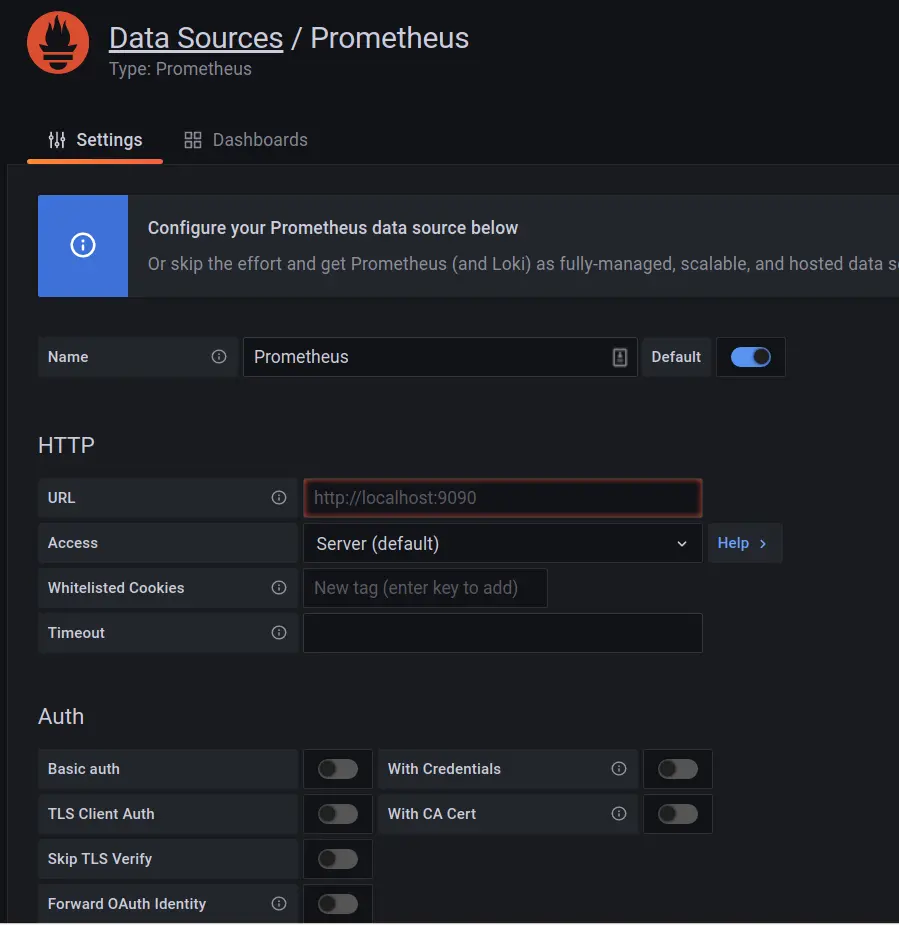 Data Sources / Prometheus
Type: Prometheus
Settings
Dashboards
Configure your Prometheus data source below
Or skip the effort and get Prometheus (and Loki) as fully-managed, scalable, and hosted data
Name
Prometheus
Default
HTTP
URL
http://localhost:9090
Access
Server (default)
Help
Whitelisted Cookies
New tag (enter key to add)
Timeout
Auth
Basic auth
With Credentials
TLS Client Auth
With CA Cert
Skip TLS Verify
Forward OAuth Identity